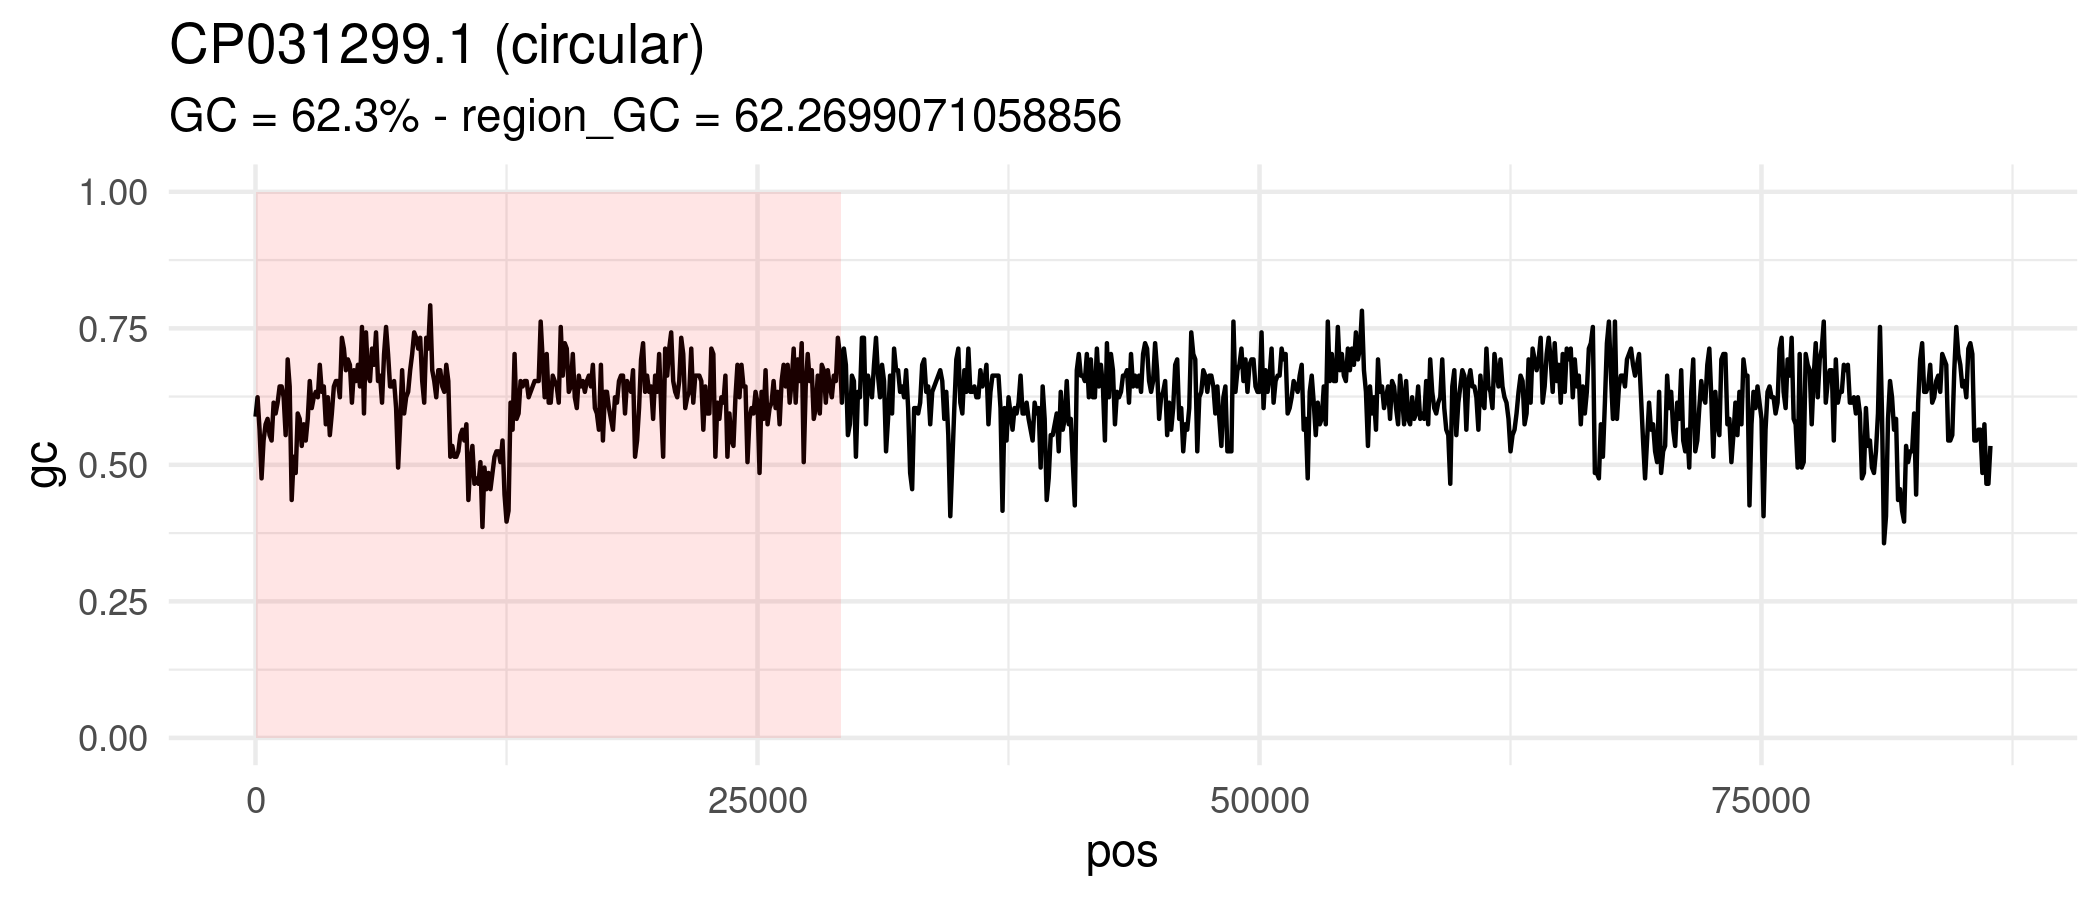 CP031299.1 (circular)
GC = 62.3% - region_GC = 62.2699071058856
1.00
0.75
0.50
0.25
0.00
gc
0 25000 50000 75000
pos